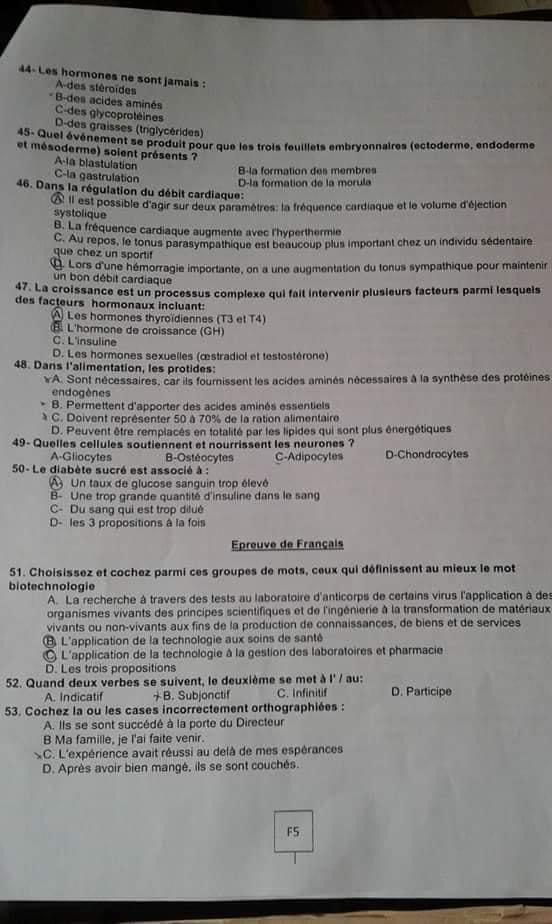 44- Les hormones ne sont jamais :
A-des stéroïdes
B-des acides aminés
C-des glycoprotéines
D-des graisses (triglycérides)
45- Quel événement se produit pour que les trois feuillets embryonnaires (ectoderme, endoderme
et mésoderme) soient présents ?
A-la blastulation B-la formation des membres
C-la gastrulation D-la formation de la morula
46. Dans la régulation du débit cardiaque:
A. Il est possible d'agir sur deux paramètres: la fréquence cardiaque et le volume d'éjection
systolique
B. La fréquence cardiaque augmente avec l'hyperthermie
C. Au repos, le tonus parasympathique est beaucoup plus important chez un individu sédentaire
que chez un sportif
D. Lors d'une hémorragie importante, on a une augmentation du tonus sympathique pour maintenir
un bon débit cardiaque
47. La croissance est un processus complexe qui fait intervenir plusieurs facteurs parmi lesquels
des facteurs hormonaux incluant:
A) Les hormones thyroïdiennes (T3 et T4)
B. L'hormone de croissance (GH)
C. L'insuline
D. Les hormones sexuelles (œstradiol et testostérone)
48. Dans l'alimentation, les protides:
A. Sont nécessaires, car ils fournissent les acides aminés nécessaires à la synthèse des protéines
endogènes
B. Permettent d'apporter des acides aminés essentiels
C. Doivent représenter 50 à 70% de la ration alimentaire
D. Peuvent être remplacés en totalité par les lipides qui sont plus énergétiques
49- Quelles cellules soutiennent et nourrissent les neurones ?
A-Gliocytes B-Ostéocytes C-Adipocytes D-Chondrocytes
50- Le diabète sucré est associé à :
A Un taux de glucose sanguin trop élevé
B- Une trop grande quantité d'insuline dans le sang
C- Du sang qui est trop dilué
D- les 3 propositions à la fois
Epreuve de Français
51. Choisissez et cochez parmi ces groupes de mots, ceux qui définissent au mieux le mot
biotechnologie
A. La recherche à travers des tests au laboratoire d'anticorps de certains virus l'application à des
organismes vivants des principes scientifiques et de l'ingénierie à la transformation de matériaux
vivants ou non-vivants aux fins de la production de connaissances, de biens et de services
B. L'application de la technologie aux soins de santé
C. L'application de la technologie à la gestion des laboratoires et pharmacie
D. Les trois propositions
52. Quand deux verbes se suivent, le deuxième se met à l' / au:
A. Indicatif B. Subjonctif C. Infinitif D. Participe
53. Cochez la ou les cases incorrectement orthographiées :
A. Ils se sont succédé à la porte du Directeur
B Ma famille, je l'ai faite venir.
C. L'expérience avait réussi au delà de mes espérances
D. Après avoir bien mangé, ils se sont couchés.
F5